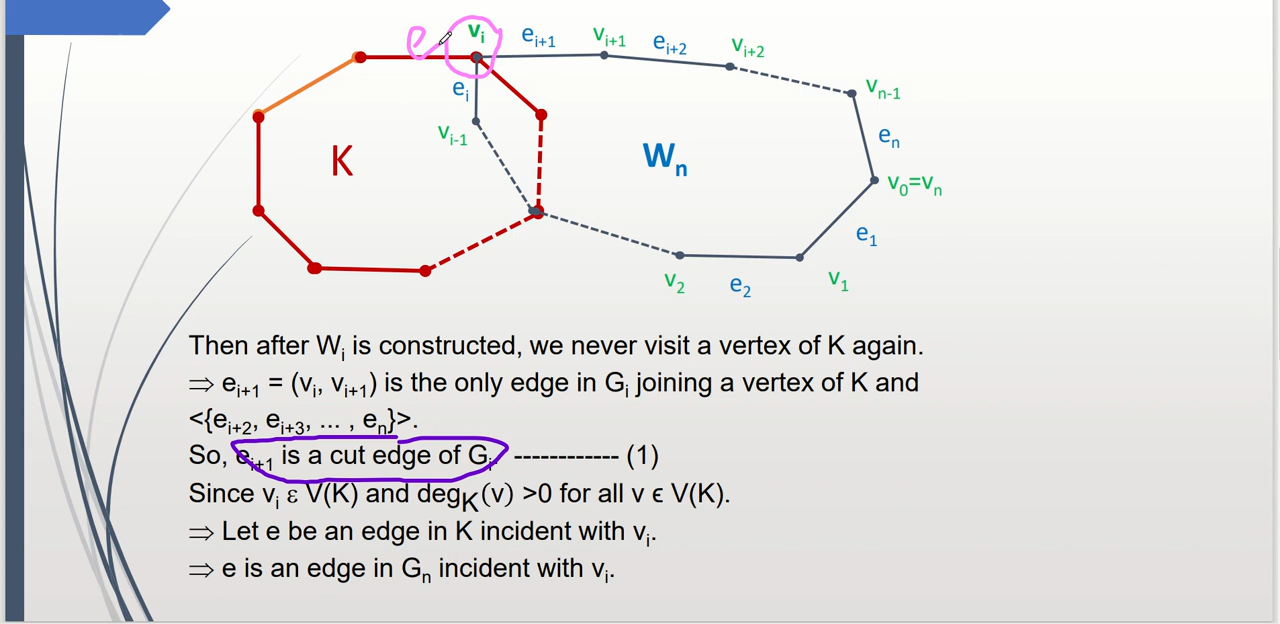 e
vᵢ
eᵢ₊₁
vᵢ₊₁
eᵢ₊₂
vᵢ₊₂
vₙ₋₁
eᵢ
vᵢ₋₁
K
Wₙ
eₙ
v₀=vₙ
e₁
v₂
e₂
v₁
Then after Wᵢ is constructed, we never visit a vertex of K again.
⇒ eᵢ₊₁ = (vᵢ, vᵢ₊₁) is the only edge in Gᵢ joining a vertex of K and
<{eᵢ₊₂, eᵢ₊₃, ... , eₙ}>.
So, eᵢ₊₁ is a cut edge of Gᵢ. ------------ (1)
Since vᵢ ε V(K) and deg_K(v) >0 for all v ϵ V(K).
⇒ Let e be an edge in K incident with vᵢ.
⇒ e is an edge in Gₙ incident with vᵢ.